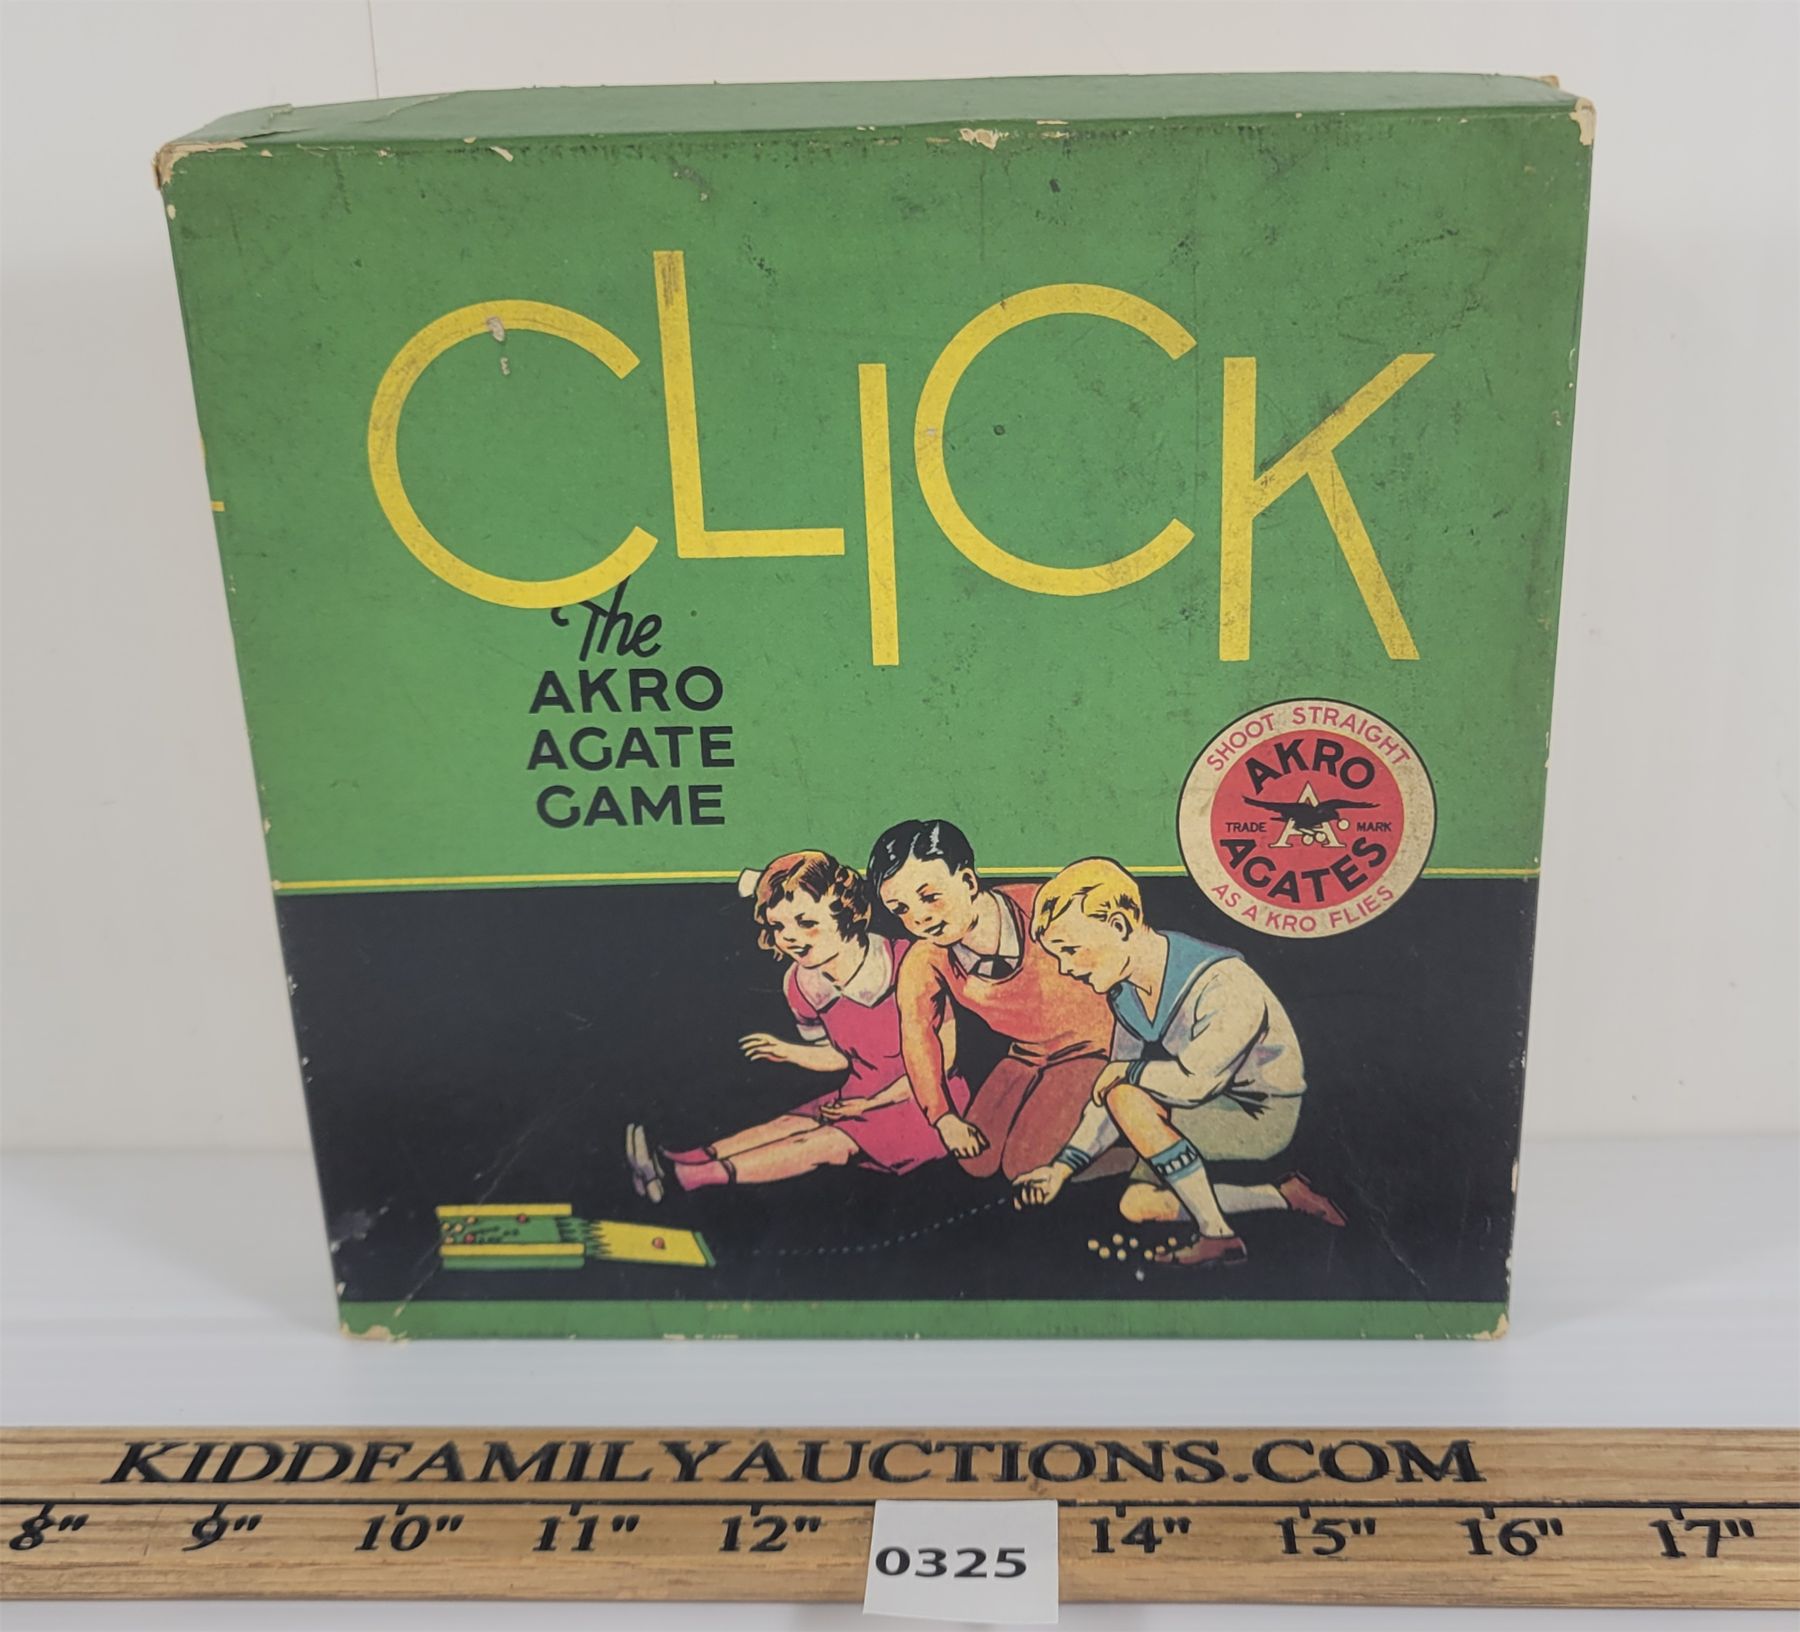 CLICK
The
AKRO
AGATE
GAME
SHOOT STRAIGHT
AKRO
A
TRADE MARK
AGATES
AS A KRO FLIES
KIDDFAMILYAUCTIONS.COM
8" 9" 10" 11" 12" 14" 15" 16" 17"
0325